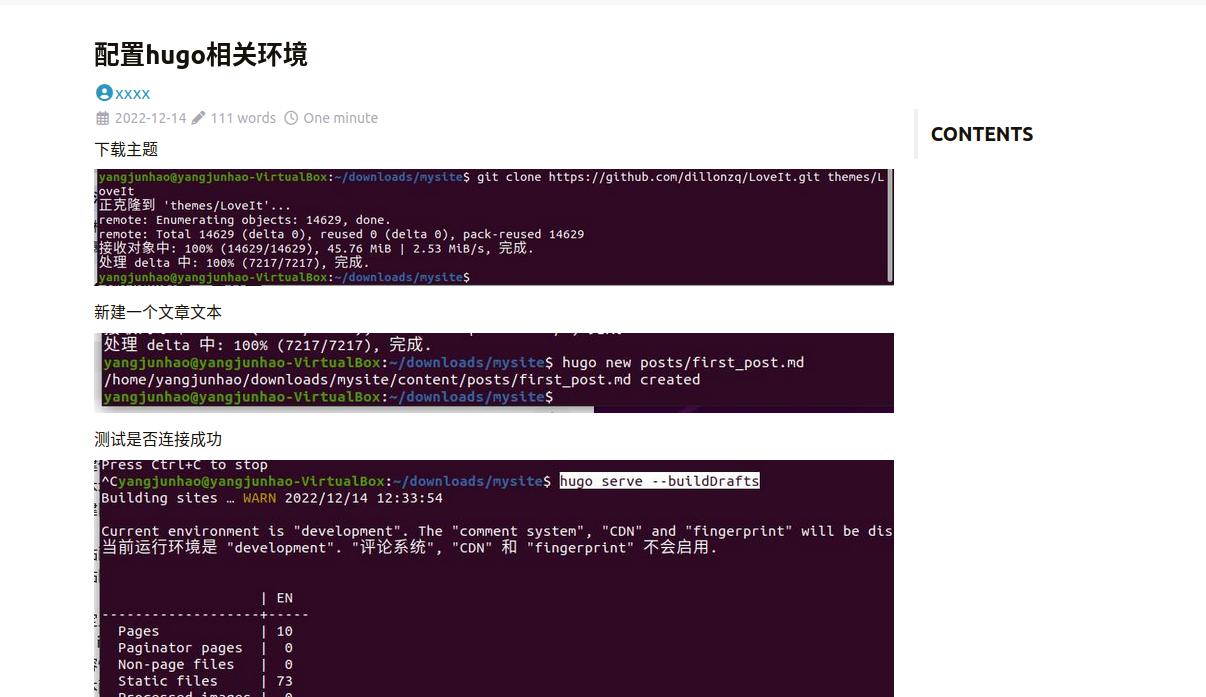 配置hugo相关环境
xxxx
2022-12-14 111 words One minute
CONTENTS
下载主题
yangjunhao@yangjunhao-VirtualBox:~/downloads/mysite$ git clone https://github.com/dillonzq/LoveIt.git themes/L
oveIt
正克隆到 'themes/LoveIt'...
remote: Enumerating objects: 14629, done.
remote: Total 14629 (delta 0), reused 0 (delta 0), pack-reused 14629
接收对象中: 100% (14629/14629), 45.76 MiB | 2.53 MiB/s, 完成.
处理 delta 中: 100% (7217/7217), 完成.
yangjunhao@yangjunhao-VirtualBox:~/downloads/mysite$
新建一个文章文本
处理 delta 中: 100% (7217/7217), 完成.
yangjunhao@yangjunhao-VirtualBox:~/downloads/mysite$ hugo new posts/first_post.md
/home/yangjunhao/downloads/mysite/content/posts/first_post.md created
yangjunhao@yangjunhao-VirtualBox:~/downloads/mysite$
测试是否连接成功
Press Ctrl+C to stop
^Cyangjunhao@yangjunhao-VirtualBox:~/downloads/mysite$ hugo serve --buildDrafts
Building sites … WARN 2022/12/14 12:33:54
Current environment is "development". The "comment system", "CDN" and "fingerprint" will be dis
当前运行环境是 "development". "评论系统", "CDN" 和 "fingerprint" 不会启用.
| EN
-------------------+-----
Pages | 10
Paginator pages | 0
Non-page files | 0
Static files | 73
Processed images | 0